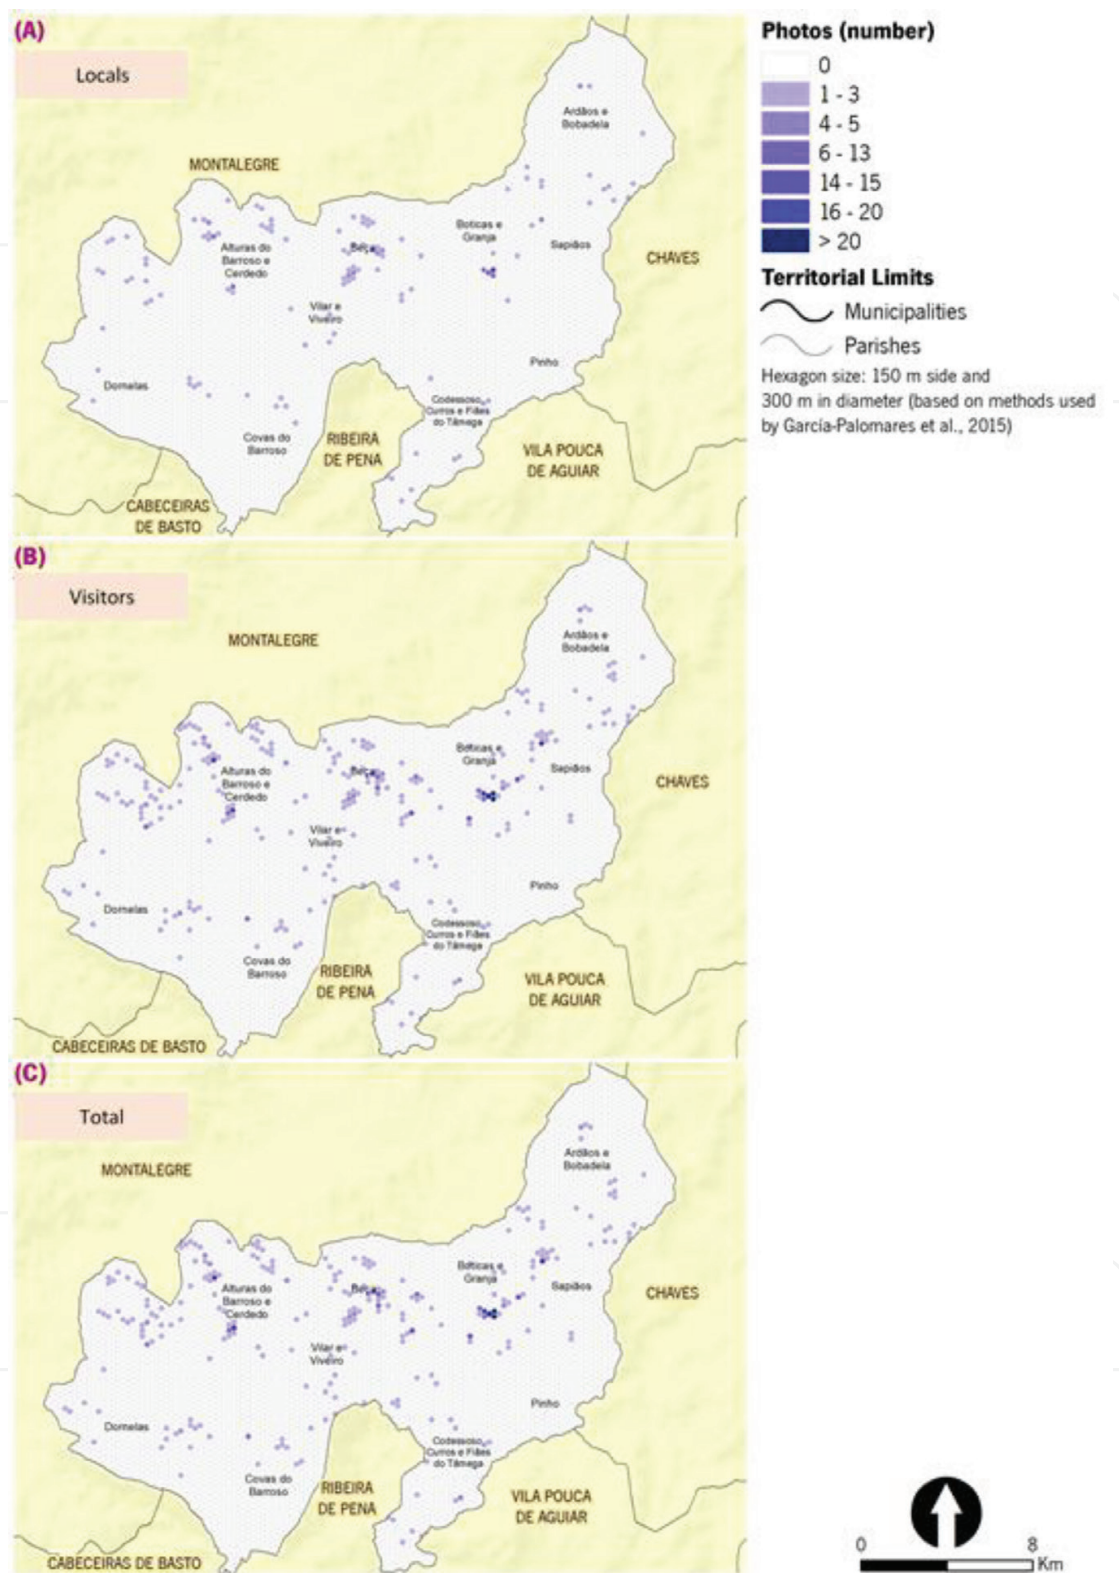 (A)
Locals
MONTALEGRE
Ardãos e
Bobadela
Boticas e
Granja
Sapiãos
CHAVES
Alturas do
Barroso e
Cerdedo
Beça
Vilar e
Viveiro
Pinho
Dornelas
Codessoso,
Curros e Fiães
do Tâmega
Covas do
Barroso
RIBEIRA
DE PENA
VILA POUCA
DE AGUIAR
CABECEIRAS
DE BASTO
Photos (number)
0
1 - 3
4 - 5
6 - 13
14 - 15
16 - 20
> 20
Territorial Limits
Municipalities
Parishes
Hexagon size: 150 m side and
300 m in diameter (based on methods used
by García-Palomares et al., 2015)
(B)
Visitors
MONTALEGRE
Ardãos e
Bobadela
Boticas e
Granja
Sapiãos
CHAVES
Alturas do
Barroso e
Cerdedo
Beça
Vilar e
Viveiro
Pinho
Dornelas
Codessoso,
Curros e Fiães
do Tâmega
Covas do
Barroso
RIBEIRA
DE PENA
VILA POUCA
DE AGUIAR
CABECEIRAS DE BASTO
(C)
Total
MONTALEGRE
Ardãos e
Bobadela
Boticas e
Granja
Sapiãos
CHAVES
Alturas do
Barroso e
Cerdedo
Beça
Vilar e
Viveiro
Pinho
Dornelas
Codessoso,
Curros e Fiães
do Tâmega
Covas do
Barroso
RIBEIRA
DE PENA
VILA POUCA
DE AGUIAR
CABECEIRAS DE BASTO
0 8
Km